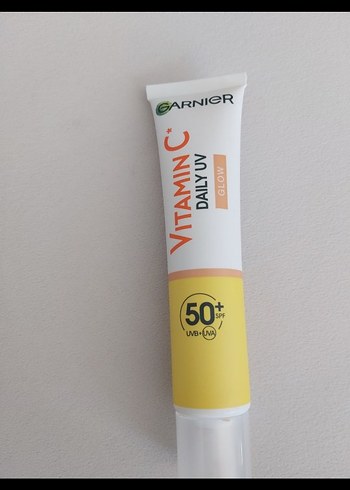 GARNIER
VITAMIN C*
DAILY UV
GLOW
50+
SPF
UVB+UVA